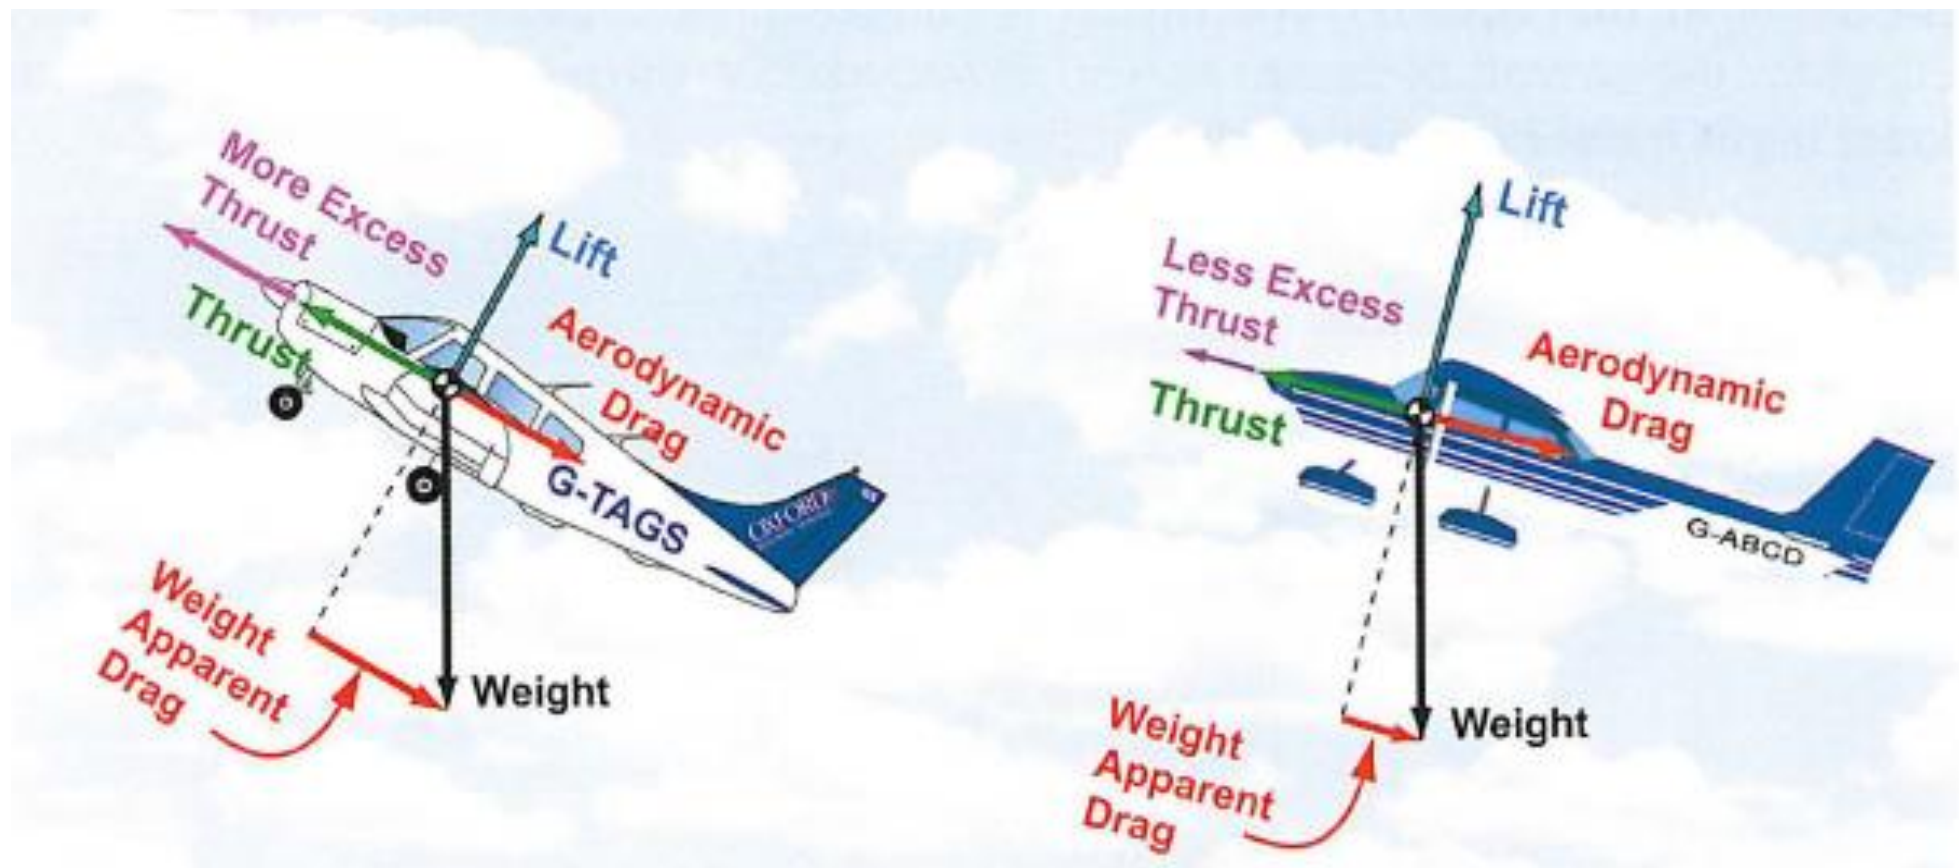 More Excess
Thrust
Thrust
Lift
Aerodynamic
Drag
G-TAGS
OXFORD
Weight
Apparent
Drag
Weight
Less Excess
Thrust
Thrust
Lift
Aerodynamic
Drag
G-ABCD
Weight
Apparent
Drag
Weight